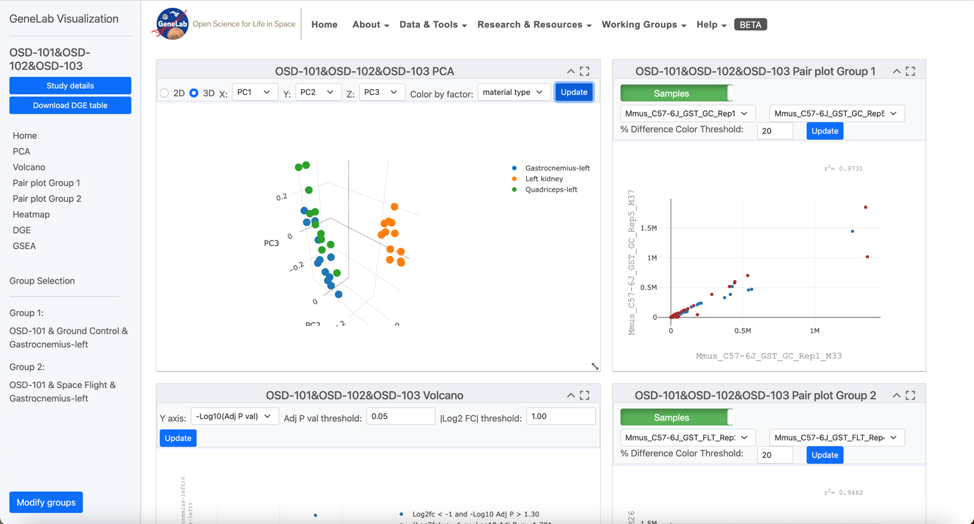 GeneLab Visualization
OSD-101&OSD-
102&OSD-103
Study details
Download DGE table
Home
PCA
Volcano
Pair plot Group 1
Pair plot Group 2
Heatmap
DGE
GSEA
Group Selection
Group 1:
OSD-101 & Ground Control &
Gastrocnemius-left
Group 2:
OSD-101 & Space Flight &
Gastrocnemius-left
Modify groups
GeneLab
Open Science for Life in Space
Home About Data & Tools Research & Resources Working Groups Help BETA
OSD-101&OSD-102&OSD-103 PCA
2D 3D X: PC1 Y: PC2 Z: PC3 Color by factor: material type Update
Gastrocnemius-left
Left kidney
Quadriceps-left
0.2
0
−0.2
PC3
0
OSD-101&OSD-102&OSD-103 Pair plot Group 1
Samples
Mmus_C57-6J_GST_GC_Rep1 Mmus_C57-6J_GST_GC_Rep5
% Difference Color Threshold: 20 Update
r²= 0.9731
Mmus_C57-6J_GST_GC_Rep5_M37
1.5M
1M
0.5M
0
0 0.5M 1M
Mmus_C57-6J_GST_GC_Rep1_M33
OSD-101&OSD-102&OSD-103 Volcano
Y axis: -Log10(Adj P val) Adj P val threshold: 0.05 |Log2 FC| threshold: 1.00
Update
Log2fc < -1 and -Log10 Adj P > 1.30
OSD-101&OSD-102&OSD-103 Pair plot Group 2
Samples
Mmus_C57-6J_GST_FLT_Rep
% Difference Color Threshold: 20 Update
r²= 0.9482
1.5M